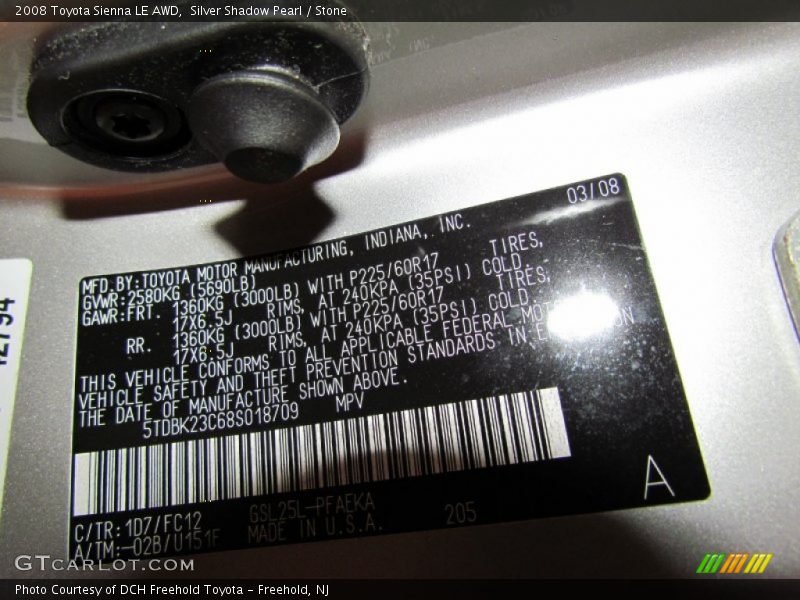 2008 Toyota Sienna LE AWD, Silver Shadow Pearl / Stone
03/08
MFD.BY:TOYOTA MOTOR MANUFACTURING, INDIANA, INC.
GVWR:2580KG (5690LB)
GAWR:FRT. 1360KG (3000LB) WITH P225/60R17 TIRES,
17X6.5J RIMS, AT 240KPA (35PSI) COLD.
RR. 1360KG (3000LB) WITH P225/60R17 TIRES,
17X6.5J RIMS, AT 240KPA (35PSI) COLD.
THIS VEHICLE CONFORMS TO ALL APPLICABLE FEDERAL
VEHICLE SAFETY AND THEFT PREVENTION STANDARDS IN
THE DATE OF MANUFACTURE SHOWN ABOVE.
5TDBK23C68S018709 MPV
C/TR:1D7/FC12 GSL25L-PFAEKA 205
A/TM:-02B/U151F MADE IN U.S.A.
A
GTCARLOT.COM
Photo Courtesy of DCH Freehold Toyota - Freehold, NJ